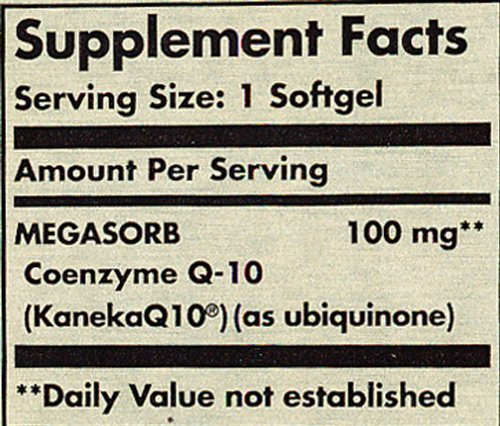 Supplement Facts
Serving Size: 1 Softgel
Amount Per Serving
MEGASORB 100 mg**
Coenzyme Q-10
(KanekaQ10®) (as ubiquinone)
**Daily Value not established